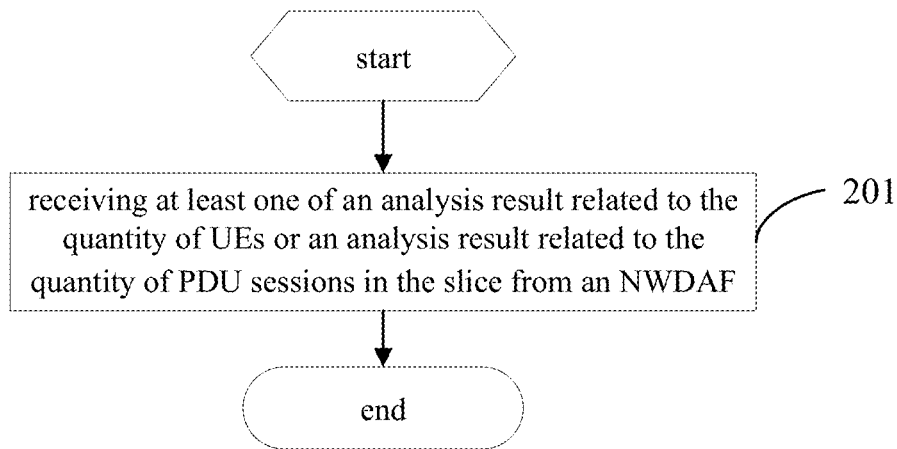 start
receiving at least one of an analysis result related to the
quantity of UEs or an analysis result related to the
quantity of PDU sessions in the slice from an NWDAF
201
end